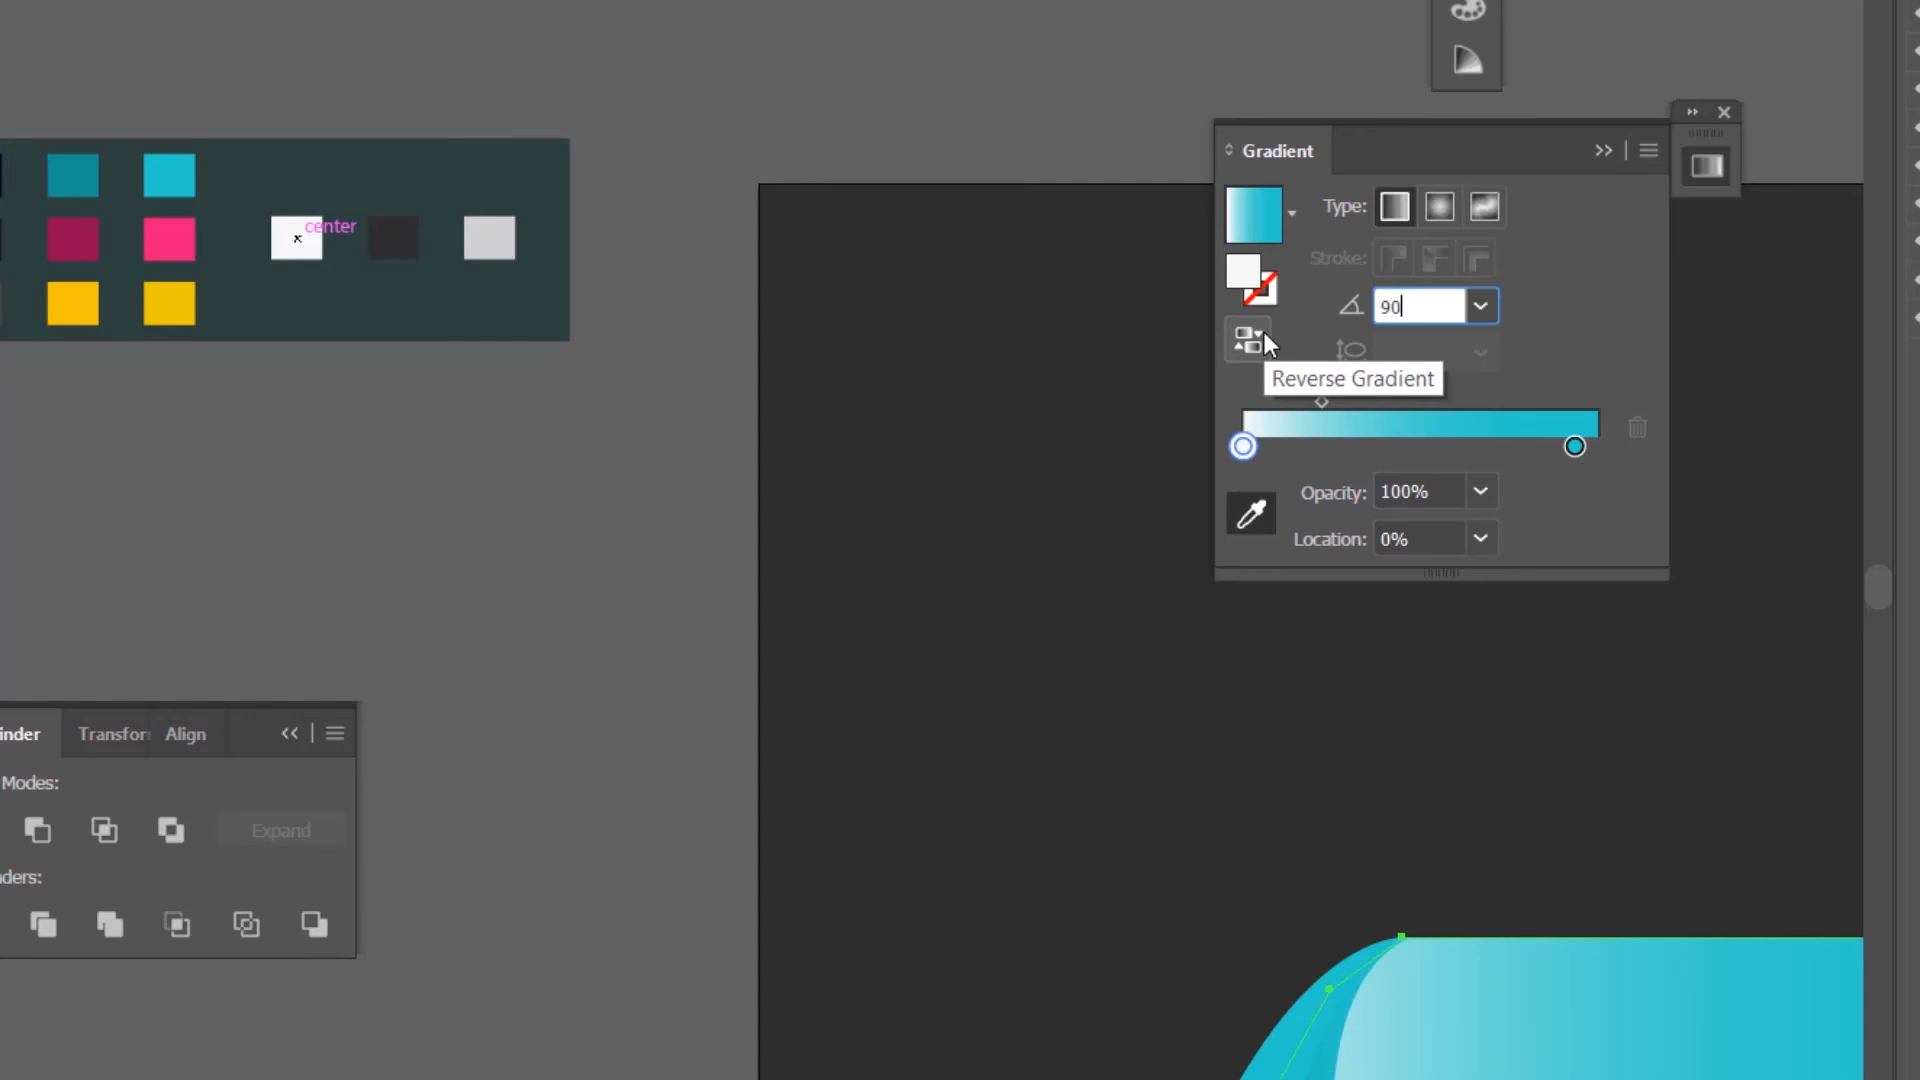 Gradient
Type:
center
Stroke:
90
Reverse Gradient
Opacity: 100%
Location: 0%
inder
Transfor
Align
Modes:
Expand
ders: